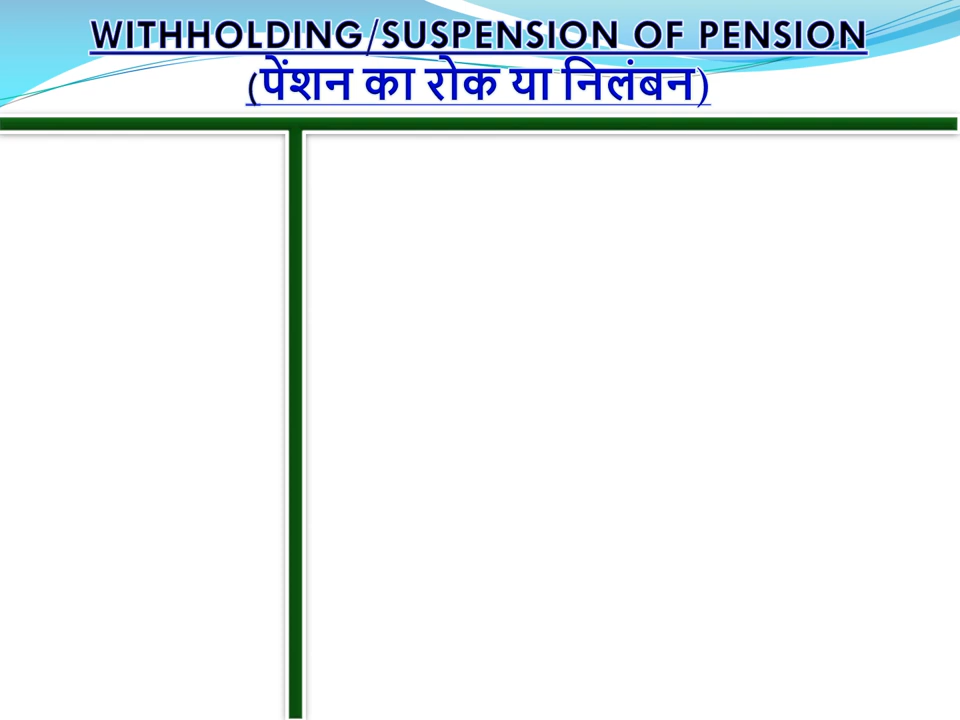 WITHHOLDING/SUSPENSION OF PENSION
(पेंशन का रोक या निलंबन)